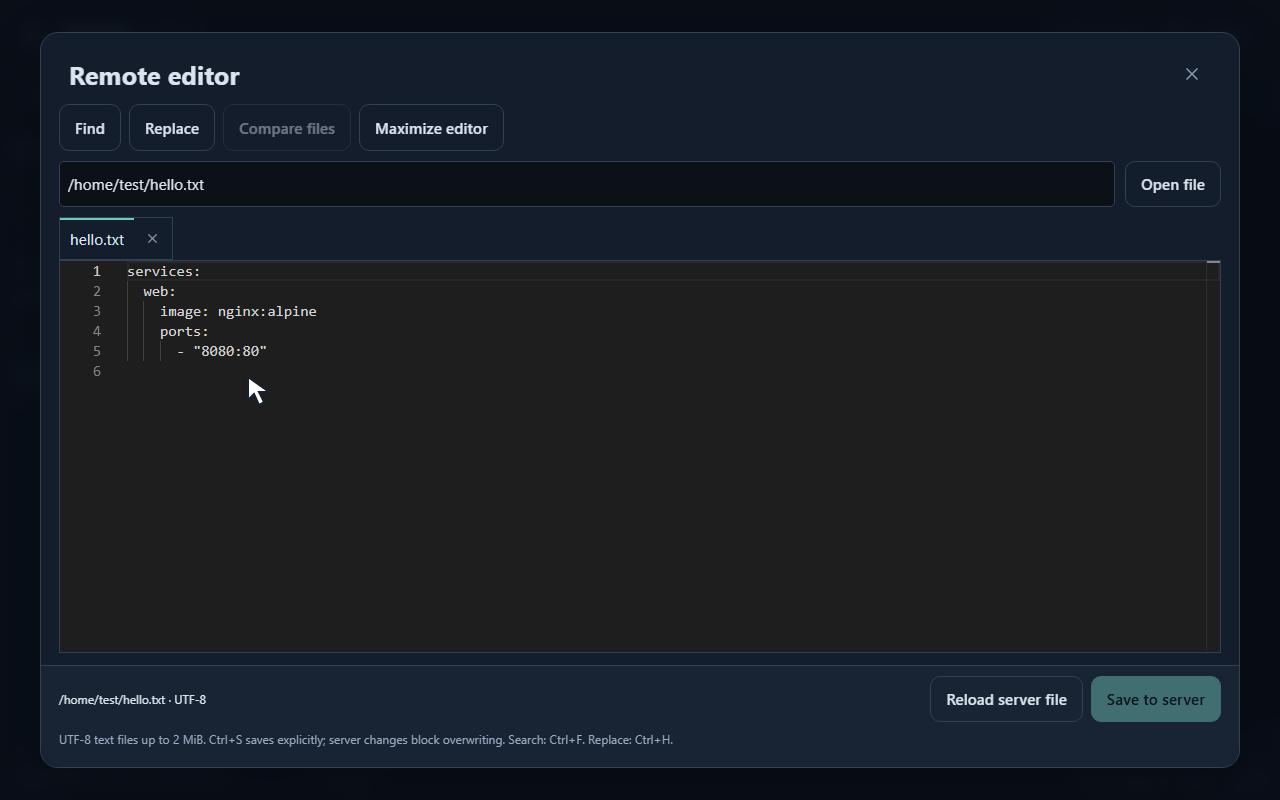 Remote editor
Find Replace Compare files Maximize editor
/home/test/hello.txt Open file
hello.txt
1 services:
2   web:
3     image: nginx:alpine
4     ports:
5       - "8080:80"
6
/home/test/hello.txt · UTF-8 Reload server file Save to server
UTF-8 text files up to 2 MiB. Ctrl+S saves explicitly; server changes block overwriting. Search: Ctrl+F. Replace: Ctrl+H.